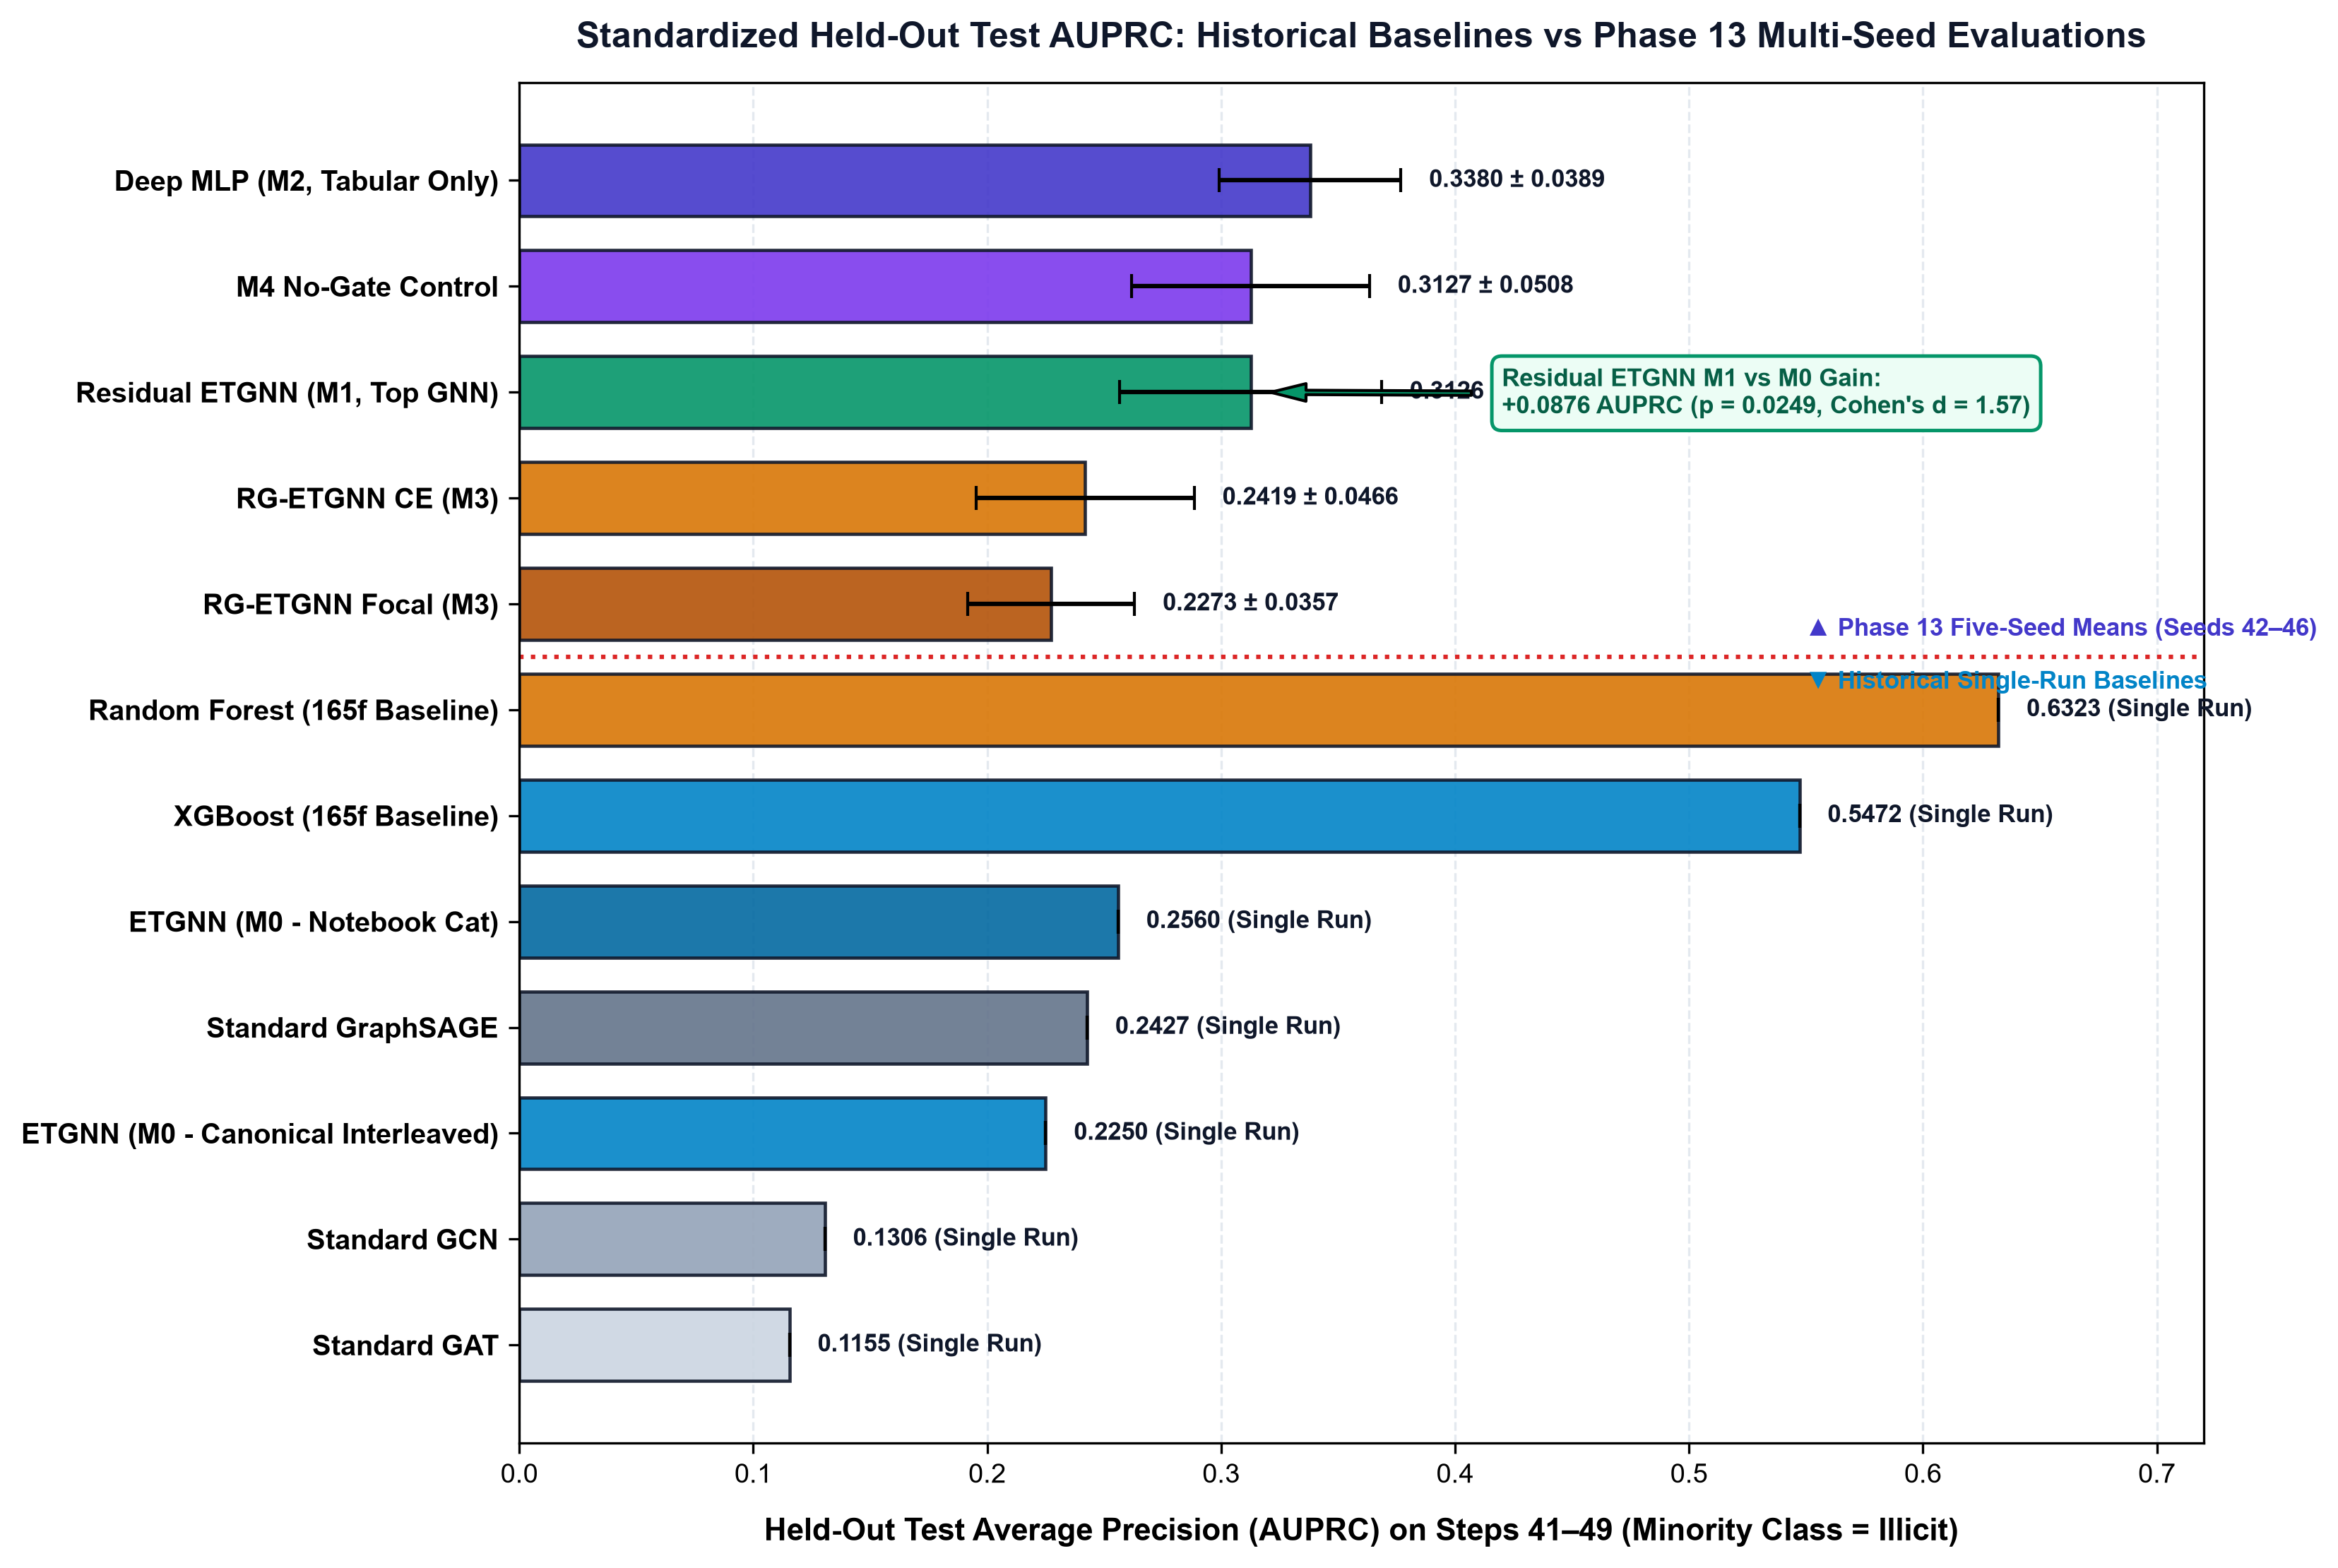 Standardized Held-Out Test AUPRC: Historical Baselines vs Phase 13 Multi-Seed Evaluations
Deep MLP (M2, Tabular Only)
0.3380 ± 0.0389
M4 No-Gate Control
0.3127 ± 0.0508
Residual ETGNN (M1, Top GNN)
0.3126
Residual ETGNN M1 vs M0 Gain:
+0.0876 AUPRC (p = 0.0249, Cohen's d = 1.57)
RG-ETGNN CE (M3)
0.2419 ± 0.0466
RG-ETGNN Focal (M3)
0.2273 ± 0.0357
▲ Phase 13 Five-Seed Means (Seeds 42–46)
▼ Historical Single-Run Baselines
Random Forest (165f Baseline)
0.6323 (Single Run)
XGBoost (165f Baseline)
0.5472 (Single Run)
ETGNN (M0 - Notebook Cat)
0.2560 (Single Run)
Standard GraphSAGE
0.2427 (Single Run)
ETGNN (M0 - Canonical Interleaved)
0.2250 (Single Run)
Standard GCN
0.1306 (Single Run)
Standard GAT
0.1155 (Single Run)
0.0 0.1 0.2 0.3 0.4 0.5 0.6 0.7
Held-Out Test Average Precision (AUPRC) on Steps 41–49 (Minority Class = Illicit)